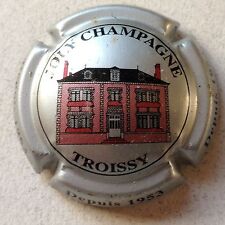 JOLY CHAMPAGNE
TROISSY
Depuis 1953